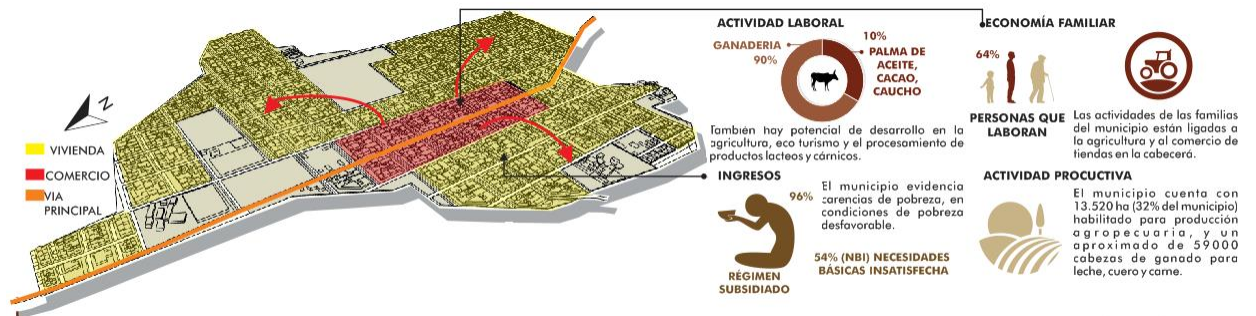 N
VIVIENDA
COMERCIO
VIA
PRINCIPAL
ACTIVIDAD LABORAL
GANADERIA
90%
10%
PALMA DE
ACEITE,
CACAO,
CAUCHO
También hay potencial de desarrollo en la
agricultura, eco turismo y el procesamiento de
productos lacteos y cárnicos.
INGRESOS
96%
RÉGIMEN
SUBSIDIADO
El municipio evidencia
carencias de pobreza, en
condiciones de pobreza
desfavorable.
54% (NBI) NECESIDADES
BÁSICAS INSATISFECHA
ECONOMÍA FAMILIAR
64%
PERSONAS QUE
LABORAN
Las actividades de las familias
del municipio están ligadas a
la agricultura y al comercio de
tiendas en la cabecerá.
ACTIVIDAD PROCUCTIVA
El municipio cuenta con
13.520 ha (32% del municipio)
habilitado para producción
agropecuaria, y un
aproximado de 59000
cabezas de ganado para
leche, cuero y carne.